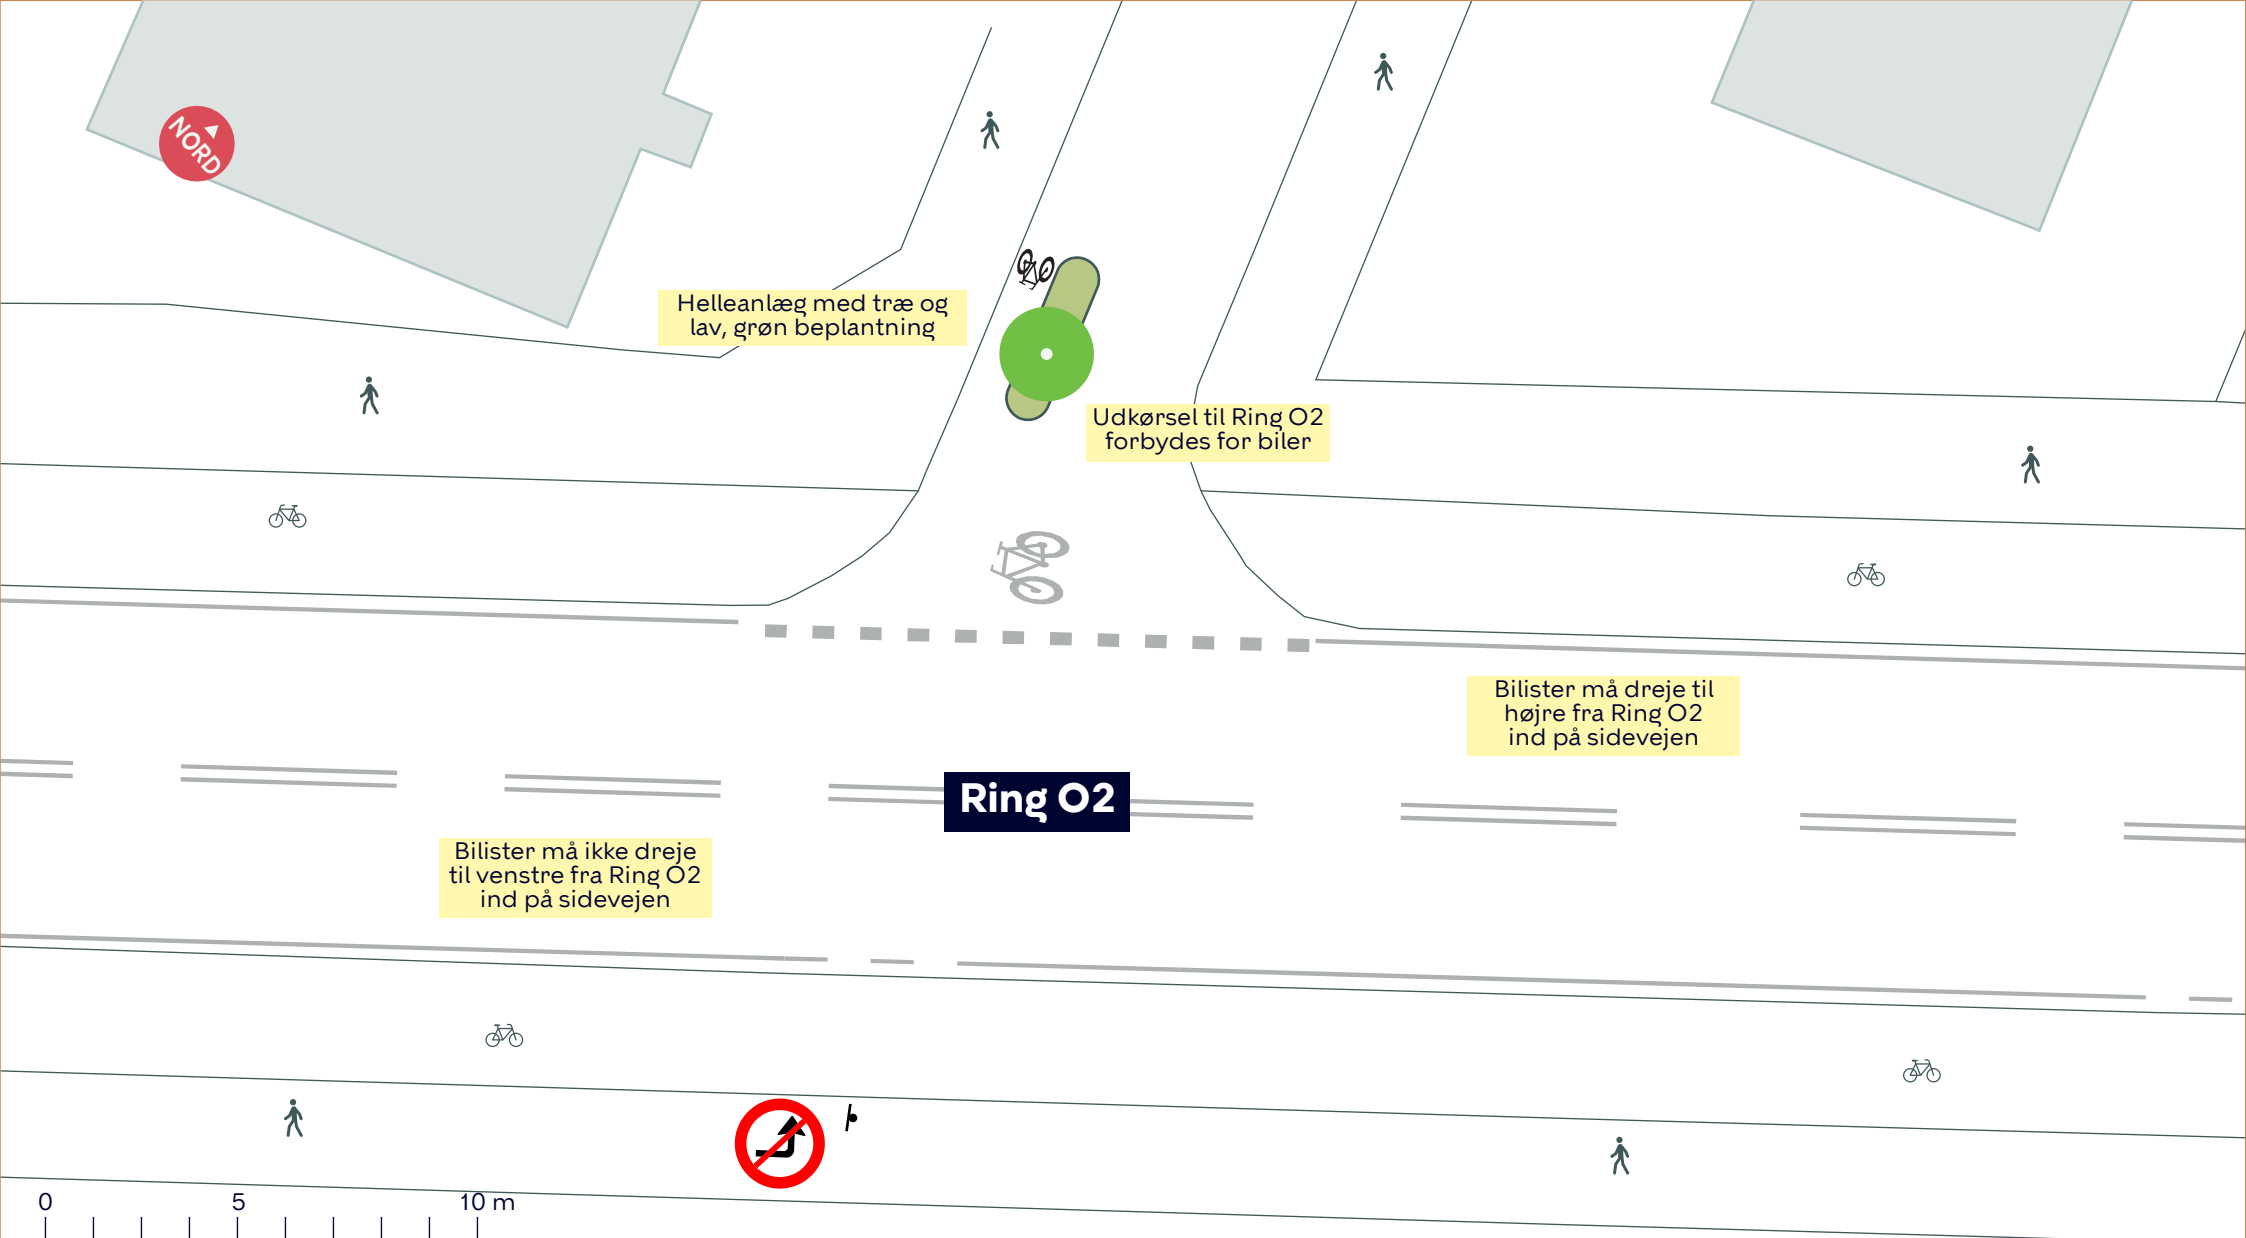 NORD
Helleanlæg med træ og
lav, grøn beplantning
Udkørsel til Ring O2
forbydes for biler
Bilister må dreje til
højre fra Ring O2
ind på sidevejen
Ring O2
Bilister må ikke dreje
til venstre fra Ring O2
ind på sidevejen
0 5 10 m